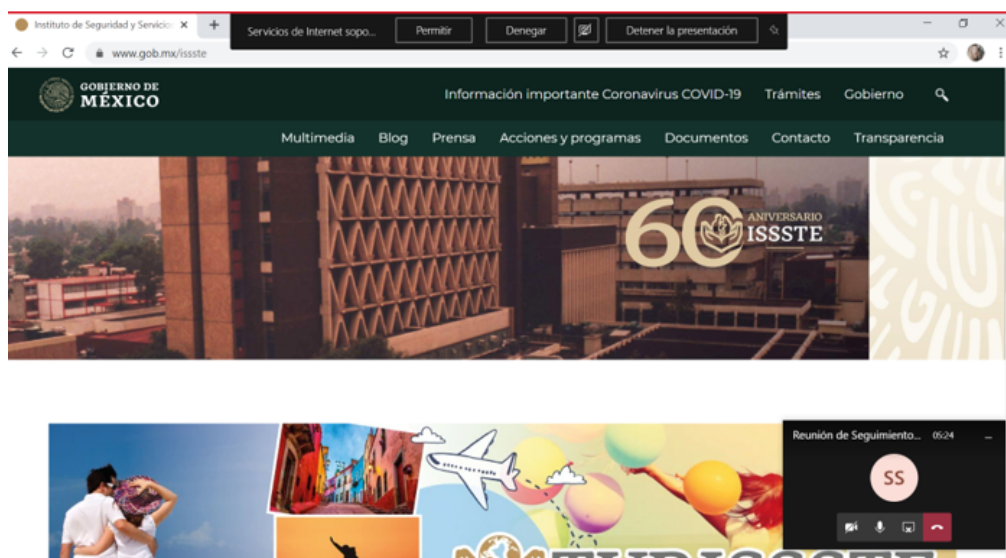 Instituto de Seguridad y Servicio
Servicios de Internet sopo...
Permitir
Denegar
Detener la presentación
www.gob.mx/issste
GOBIERNO DE
MÉXICO
Información importante Coronavirus COVID-19 Trámites Gobierno
Multimedia Blog Prensa Acciones y programas Documentos Contacto Transparencia
60 ANIVERSARIO
ISSSTE
Reunión de Seguimiento... 05:24
SS
TURISSSTE